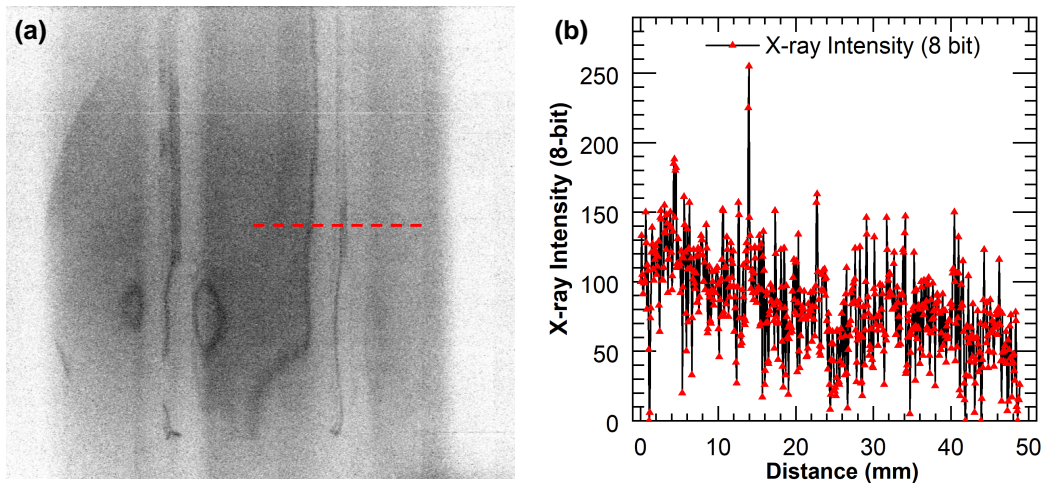 (a)
(b)
X-ray Intensity (8 bit)
X-ray Intensity (8-bit)
250
200
150
100
50
0
0 10 20 30 40 50
Distance (mm)